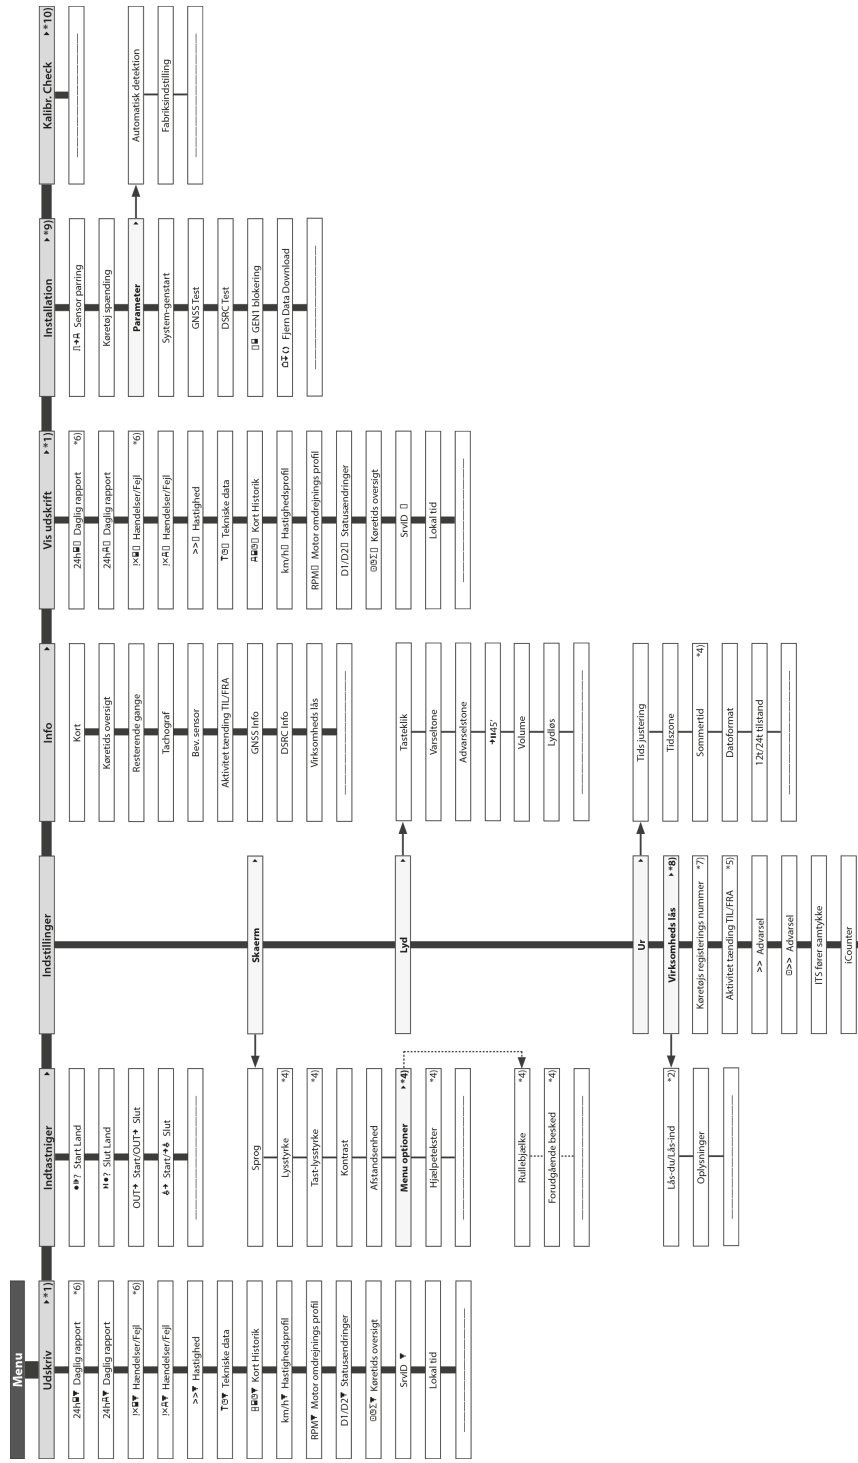 Menu
Udskriv ▸*1)
24h Daglig rapport *6)
24h Daglig rapport
!× Hændelser/Fejl *6)
!× Hændelser/Fejl
>>▼ Hastighed
Tekniske data
Kort Historik
km/h▼ Hastighedsprofil
RPM▼ Motor omdrejnings profil
D1/D2▼ Statusændringer
Køretids oversigt
SrvID ▼
Lokal tid
Indtastniger ▸
? Start Land
? Slut Land
OUT➔ Start/OUT➔ Slut
Start/ Slut
Indstillinger
Skaerm ▸
Sprog
Lysstyrke *4)
Tast-lysstyrke *4)
Kontrast
Afstandsenhed
Menu optioner ▸*4)
Hjælpetekster *4)
Rullebjælke *4)
Forudgående besked *4)
Lyd ▸
Tasteklik
Varseltone
Advarselstone
45'
Volume
Lydløs
Ur ▸
Tids justering
Tidszone
Sommertid *4)
Datoformat
12t/24t tilstand
Virksomheds lås ▸*8)
Lås-du/Lås-ind *2)
Oplysninger
Køretøjs registerings nummer *7)
Aktivitet tænding TIL/FRA *5)
>> Advarsel
>> Advarsel
ITS fører samtykke
iCounter
Info ▸
Kort
Køretids oversigt
Resterende gange
Tachograf
Bev. sensor
Aktivitet tænding TIL/FRA
GNSS Info
DSRC Info
Virksomheds lås
Vis udskrift ▸*1)
24h Daglig rapport *6)
24h Daglig rapport
!× Hændelser/Fejl *6)
!× Hændelser/Fejl
>> Hastighed
Tekniske data
Kort Historik
km/h Hastighedsprofil
RPM Motor omdrejnings profil
D1/D2 Statusændringer
Køretids oversigt
SrvID
Lokal tid
Installation ▸*9)
Sensor parring
Køretøj spænding
Parameter ▸
Automatisk detektion
Fabriksindstilling
System-genstart
GNSS Test
DSRC Test
GEN1 blokering
Fjern Data Download
Kalibr. Check ▸*10)